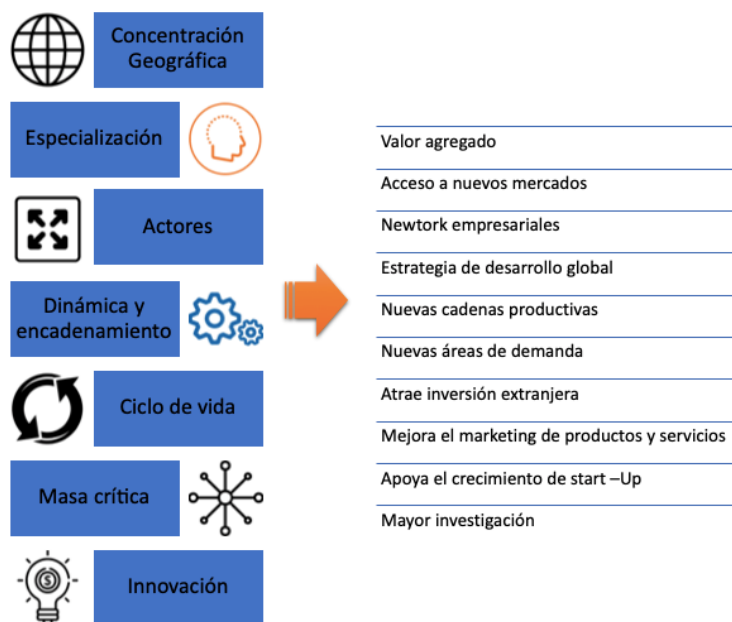 Concentración
Geográfica
Especialización
Actores
Dinámica y
encadenamiento
Ciclo de vida
Masa crítica
Innovación
Valor agregado
Acceso a nuevos mercados
Newtork empresariales
Estrategia de desarrollo global
Nuevas cadenas productivas
Nuevas áreas de demanda
Atrae inversión extranjera
Mejora el marketing de productos y servicios
Apoya el crecimiento de start –Up
Mayor investigación